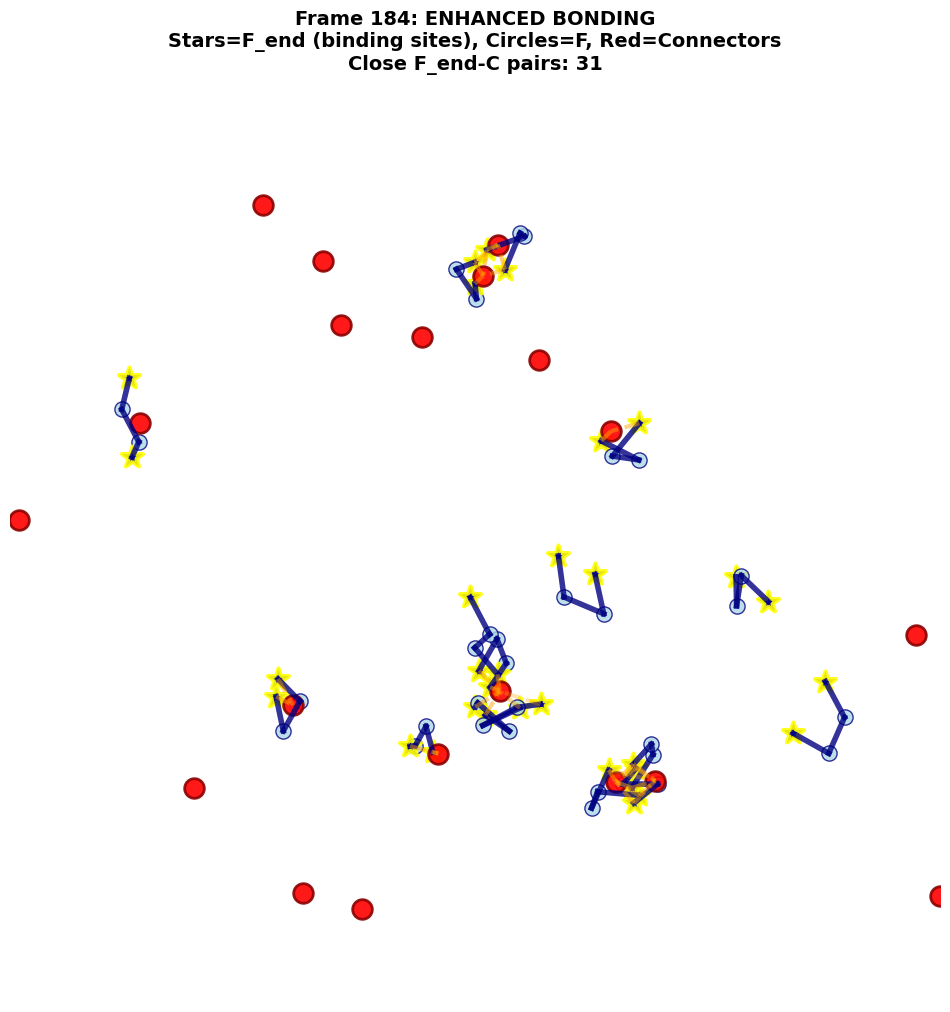 Frame 184: ENHANCED BONDING
Stars=F_end (binding sites), Circles=F, Red=Connectors
Close F_end-C pairs: 31